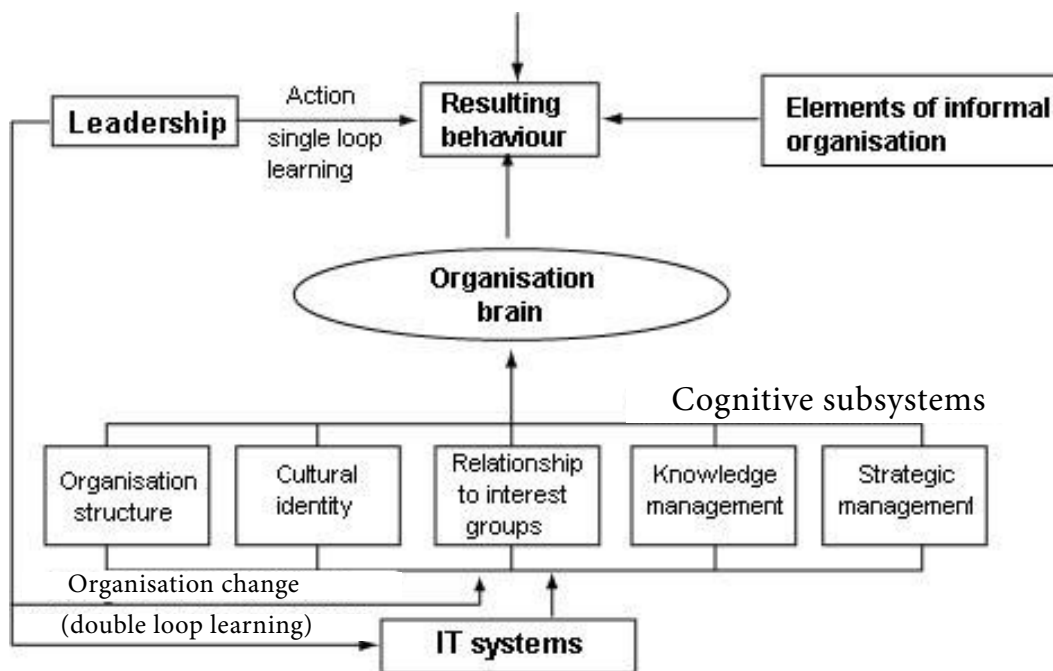 Leadership
Action
single loop
learning
Resulting
behaviour
Elements of informal
organisation
Organisation
brain
Cognitive subsystems
Organisation
structure
Cultural
identity
Relationship
to interest
groups
Knowledge
management
Strategic
management
Organisation change
(double loop learning)
IT systems